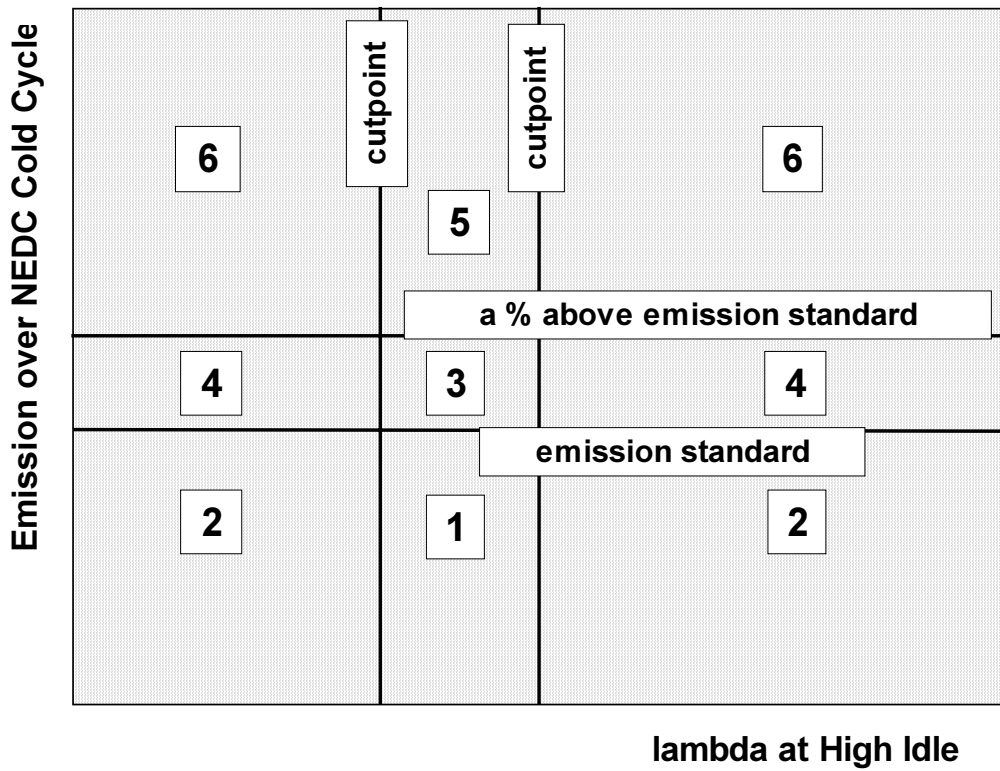 Emission over NEDC Cold Cycle
cutpoint
cutpoint
6
6
5
a % above emission standard
4
3
4
emission standard
2
1
2
lambda at High Idle